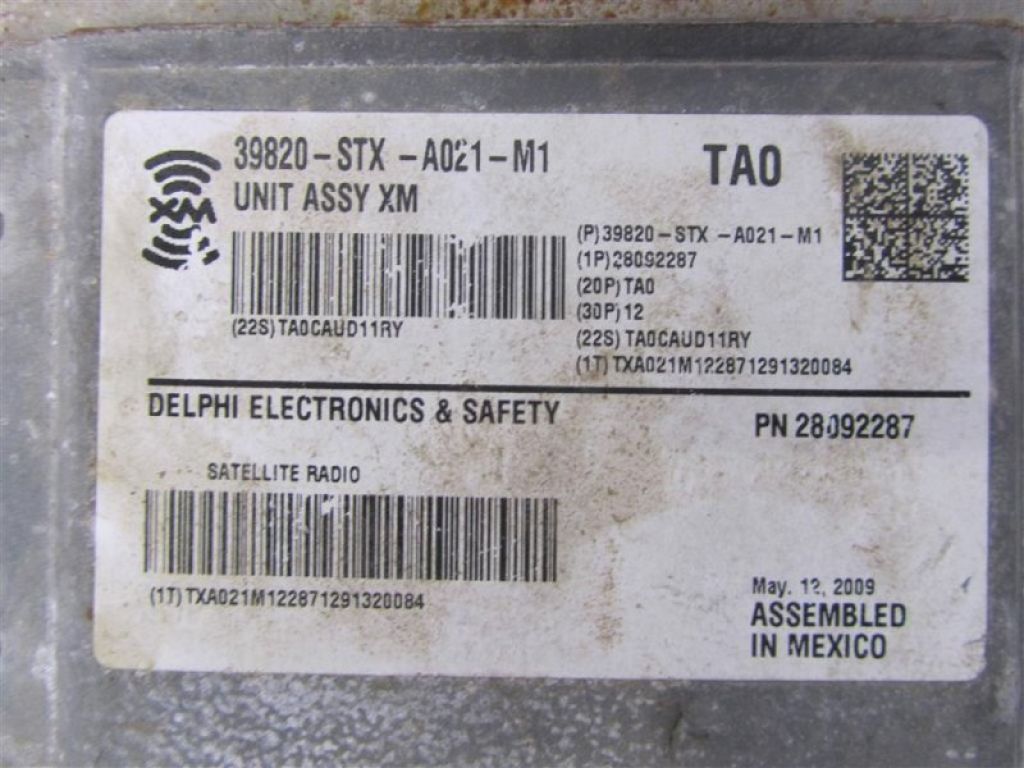 39820-STX -A021-M1
UNIT ASSY XM
TA0
XM
(22S)TA0CAUD11RY
(P)39820-STX -A021-M1
(1P)28092287
(20P)TA0
(30P)12
(22S)TA0CAUD11RY
(1T)TXA021M122871291320084
DELPHI ELECTRONICS & SAFETY
PN 28092287
SATELLITE RADIO
(1T)TXA021M122871291320084
May. 12, 2009
ASSEMBLED
IN MEXICO